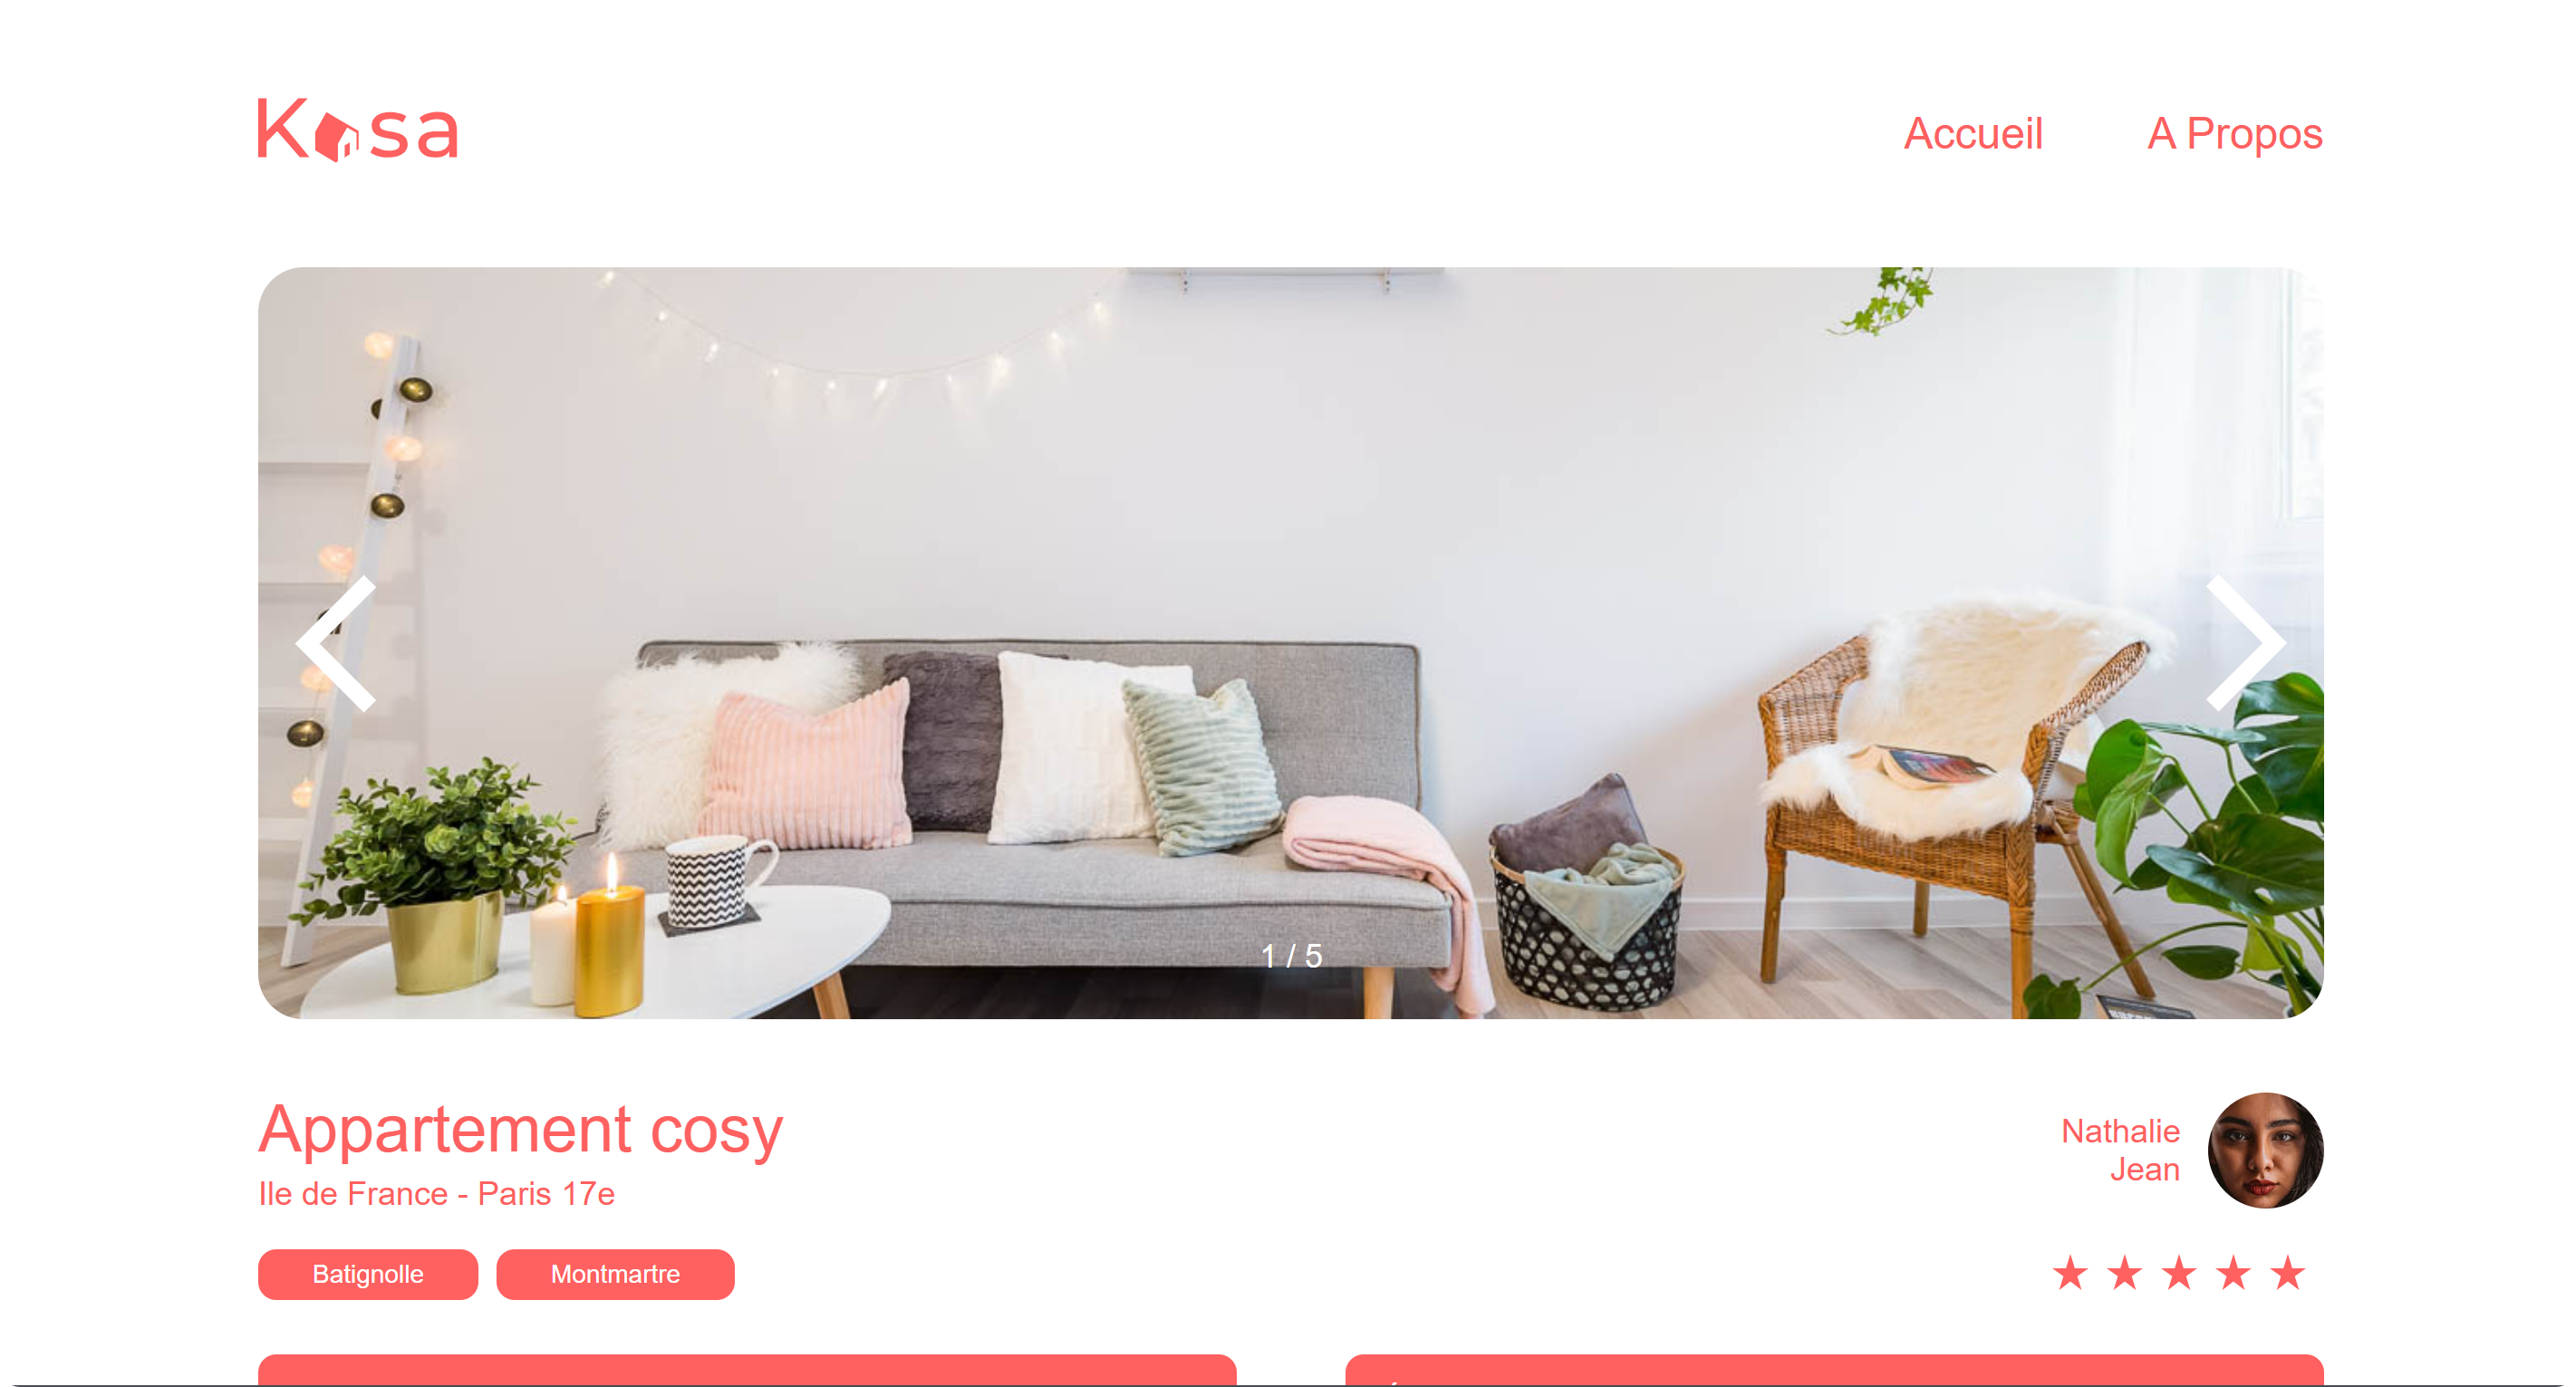 Kasa
Accueil
A Propos
1 / 5
Appartement cosy
Ile de France - Paris 17e
Nathalie
Jean
Batignolle
Montmartre
★ ★ ★ ★ ★